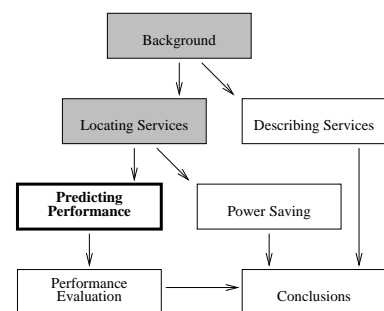 Background
Locating Services
Describing Services
Predicting
Performance
Power Saving
Performance
Evaluation
Conclusions